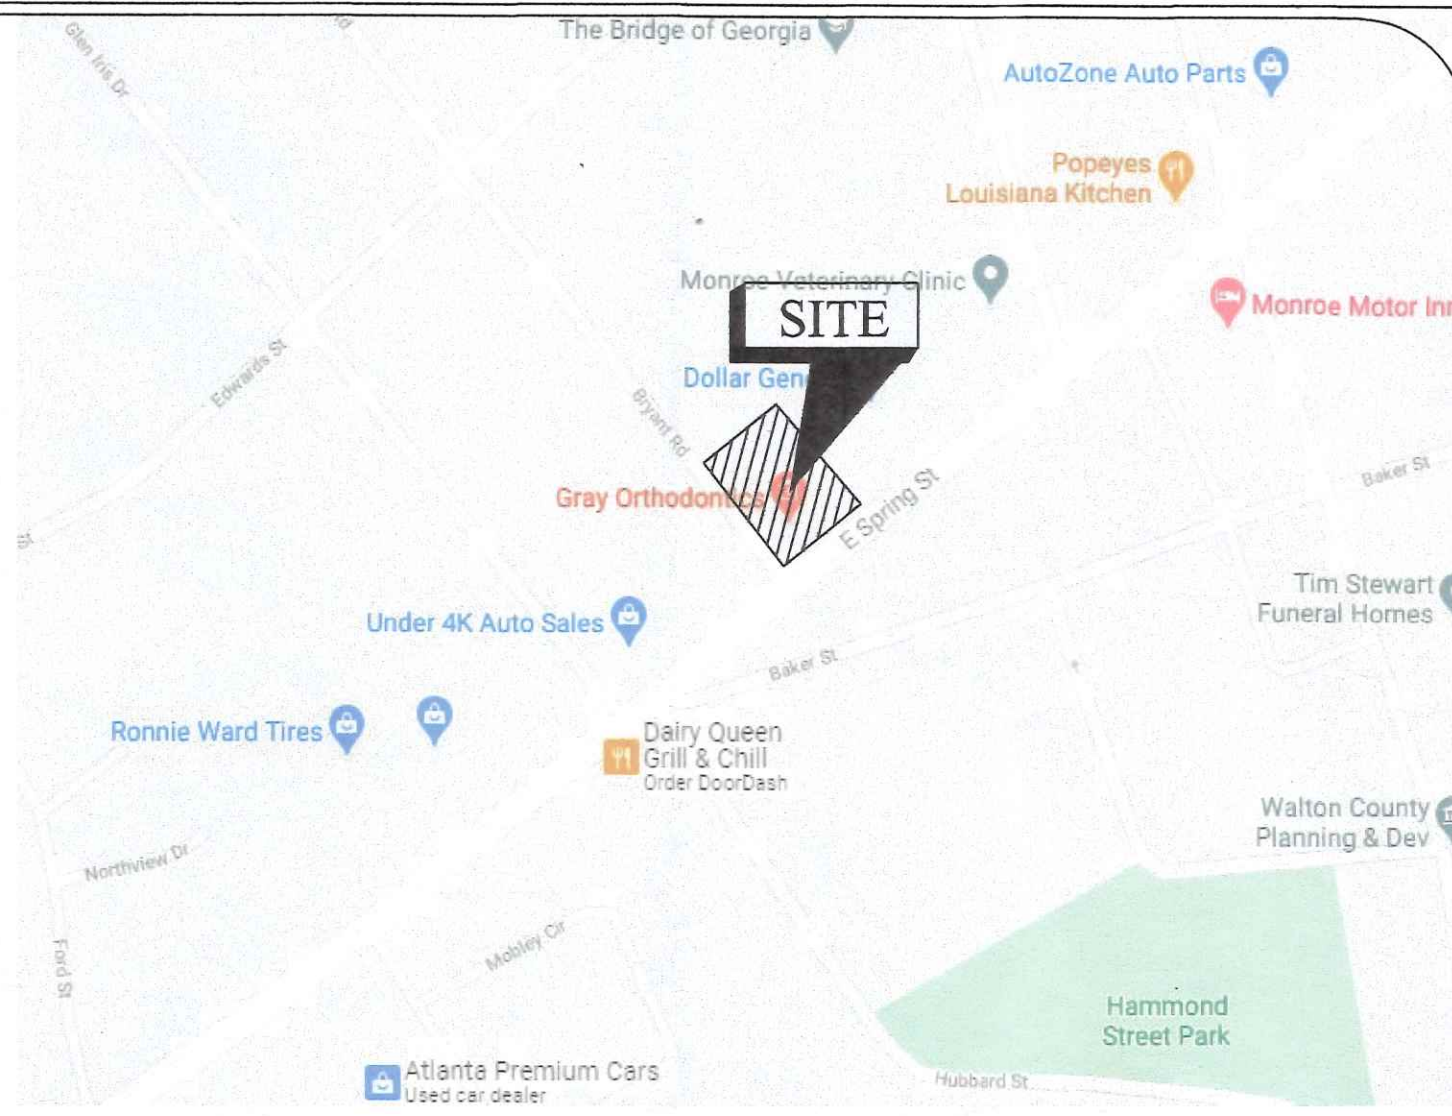 The Bridge of Georgia
Glen Iris Dr
AutoZone Auto Parts
Popeyes
Louisiana Kitchen
Monroe Veterinary Clinic
Monroe Motor Inn
SITE
Dollar Gen
Edwards St
Bryant Rd
Baker St
Gray Orthodontics
E Spring St
Tim Stewart
Funeral Homes
Under 4K Auto Sales
Baker St
Ronnie Ward Tires
Dairy Queen
Grill & Chill
Order DoorDash
Walton County
Planning & Dev
Northview Dr
Mobley Cir
Ford St
Hammond
Street Park
Atlanta Premium Cars
Used car dealer
Hubbard St